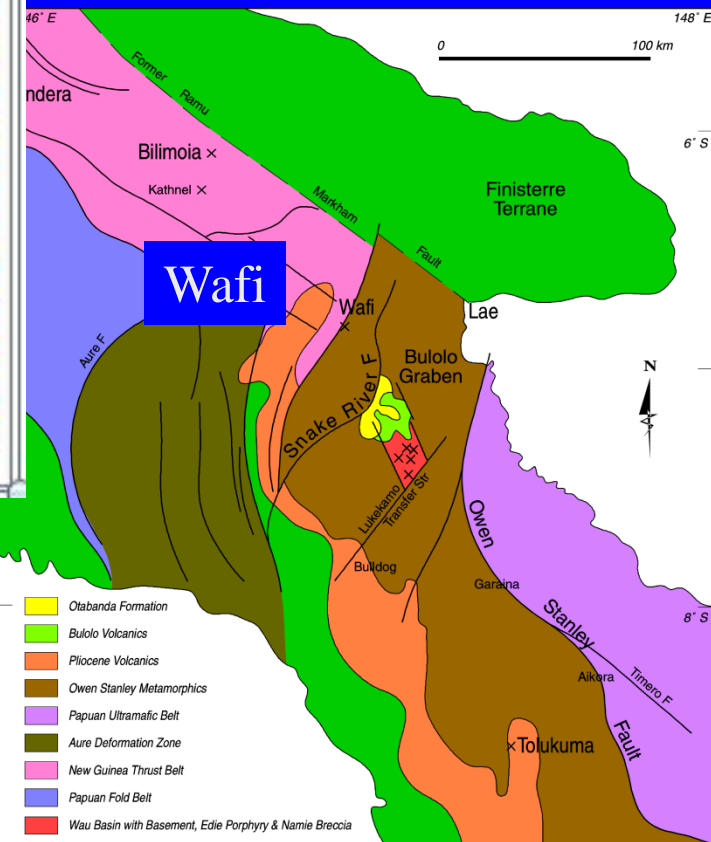 46° E
148° E
0 100 km
Former
Ramu
ndera
6° S
Bilimoia
Kathnel
Markham
Finisterre
Terrane
Fault
Wafi
Wafi
Lae
Aure F
Bulolo
Graben
N
Snake River F
Lukekamo
Transfer Str
Owen
Bulldog
Garaina
Stanley
8° S
Aikora
Timero F
Fault
Tolukuma
Otabanda Formation
Bulolo Volcanics
Pliocene Volcanics
Owen Stanley Metamorphics
Papuan Ultramafic Belt
Aure Deformation Zone
New Guinea Thrust Belt
Papuan Fold Belt
Wau Basin with Basement, Edie Porphyry & Namie Breccia